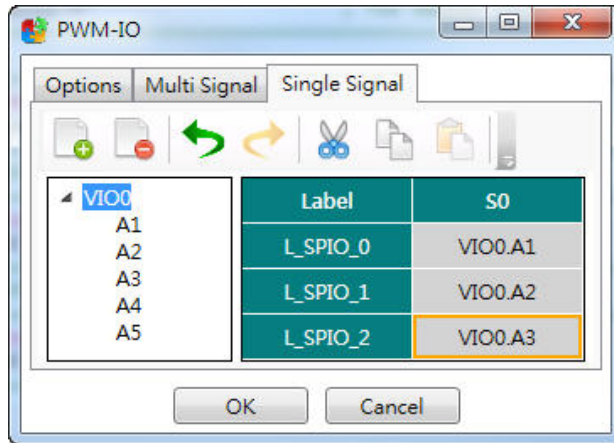 PWM-IO
Options Multi Signal Single Signal
VIO0
A1
A2
A3
A4
A5
Label S0
L_SPIO_0 VIO0.A1
L_SPIO_1 VIO0.A2
L_SPIO_2 VIO0.A3
OK Cancel